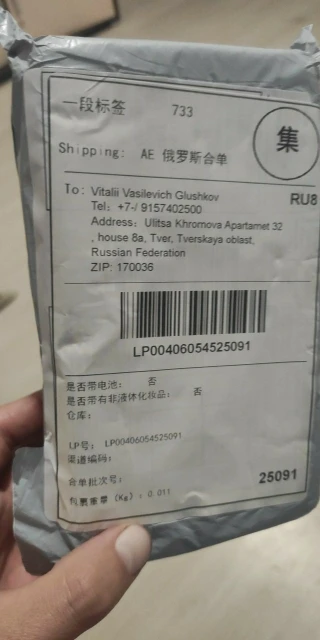 一段标签 733
集
Shipping: AE 俄罗斯合单
To: Vitalii Vasilevich Glushkov RU8
Tel: +7-/ 9157402500
Address: Ulitsa Khromova Apartamet 32
, house 8a, Tver, Tverskaya oblast,
Russian Federation
ZIP: 170036
LP00406054525091
是否带电池: 否
是否带有非液体化妆品: 否
仓库:
LP号: LP00406054525091
渠道编码:
合单批次号: 25091
包裹重量 (Kg) : 0.011